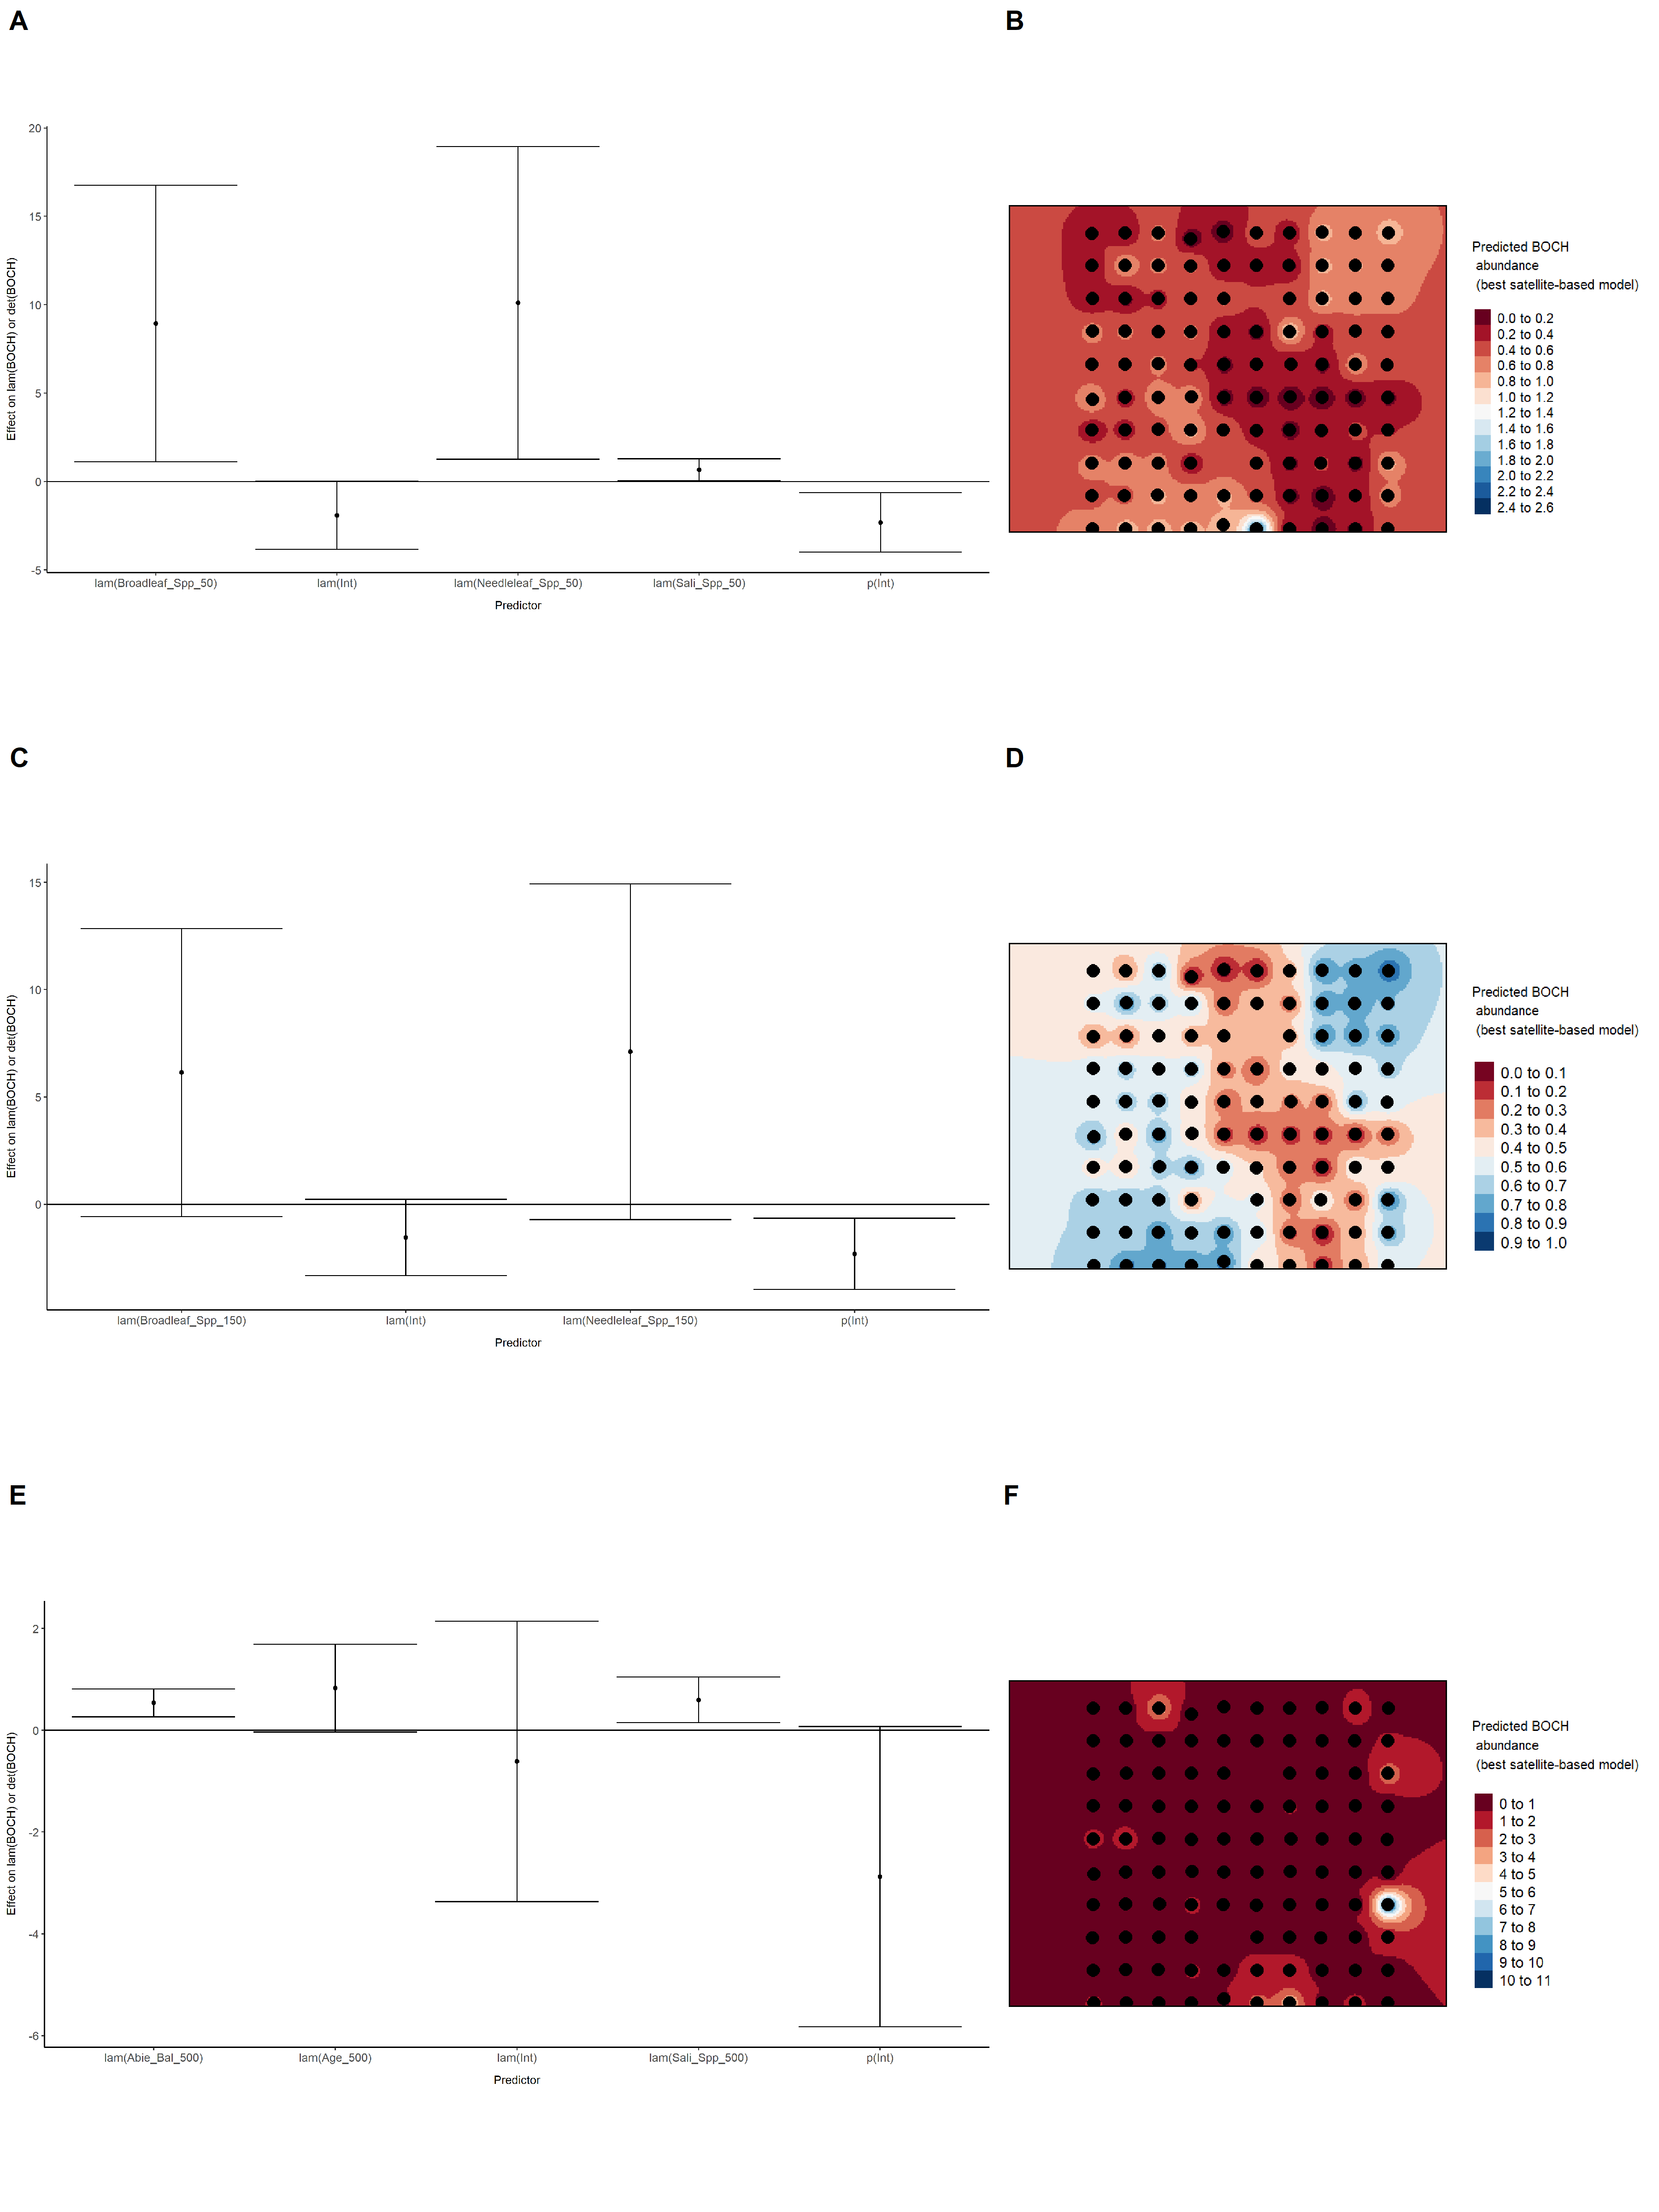 A
B
Effect on lam(BOCH) or det(BOCH)
20
15
10
5
0
-5
lam(Broadleaf_Spp_50)
lam(Int)
lam(Needleleaf_Spp_50)
lam(Sali_Spp_50)
p(Int)
Predictor
Predicted BOCH
abundance
(best satellite-based model)
0.0 to 0.2
0.2 to 0.4
0.4 to 0.6
0.6 to 0.8
0.8 to 1.0
1.0 to 1.2
1.2 to 1.4
1.4 to 1.6
1.6 to 1.8
1.8 to 2.0
2.0 to 2.2
2.2 to 2.4
2.4 to 2.6
C
D
Effect on lam(BOCH) or det(BOCH)
15
10
5
0
lam(Broadleaf_Spp_150)
lam(Int)
lam(Needleleaf_Spp_150)
p(Int)
Predictor
Predicted BOCH
abundance
(best satellite-based model)
0.0 to 0.1
0.1 to 0.2
0.2 to 0.3
0.3 to 0.4
0.4 to 0.5
0.5 to 0.6
0.6 to 0.7
0.7 to 0.8
0.8 to 0.9
0.9 to 1.0
E
F
Effect on lam(BOCH) or det(BOCH)
2
0
-2
-4
-6
lam(Abie_Bal_500)
lam(Age_500)
lam(Int)
lam(Sali_Spp_500)
p(Int)
Predictor
Predicted BOCH
abundance
(best satellite-based model)
0 to 1
1 to 2
2 to 3
3 to 4
4 to 5
5 to 6
6 to 7
7 to 8
8 to 9
9 to 10
10 to 11